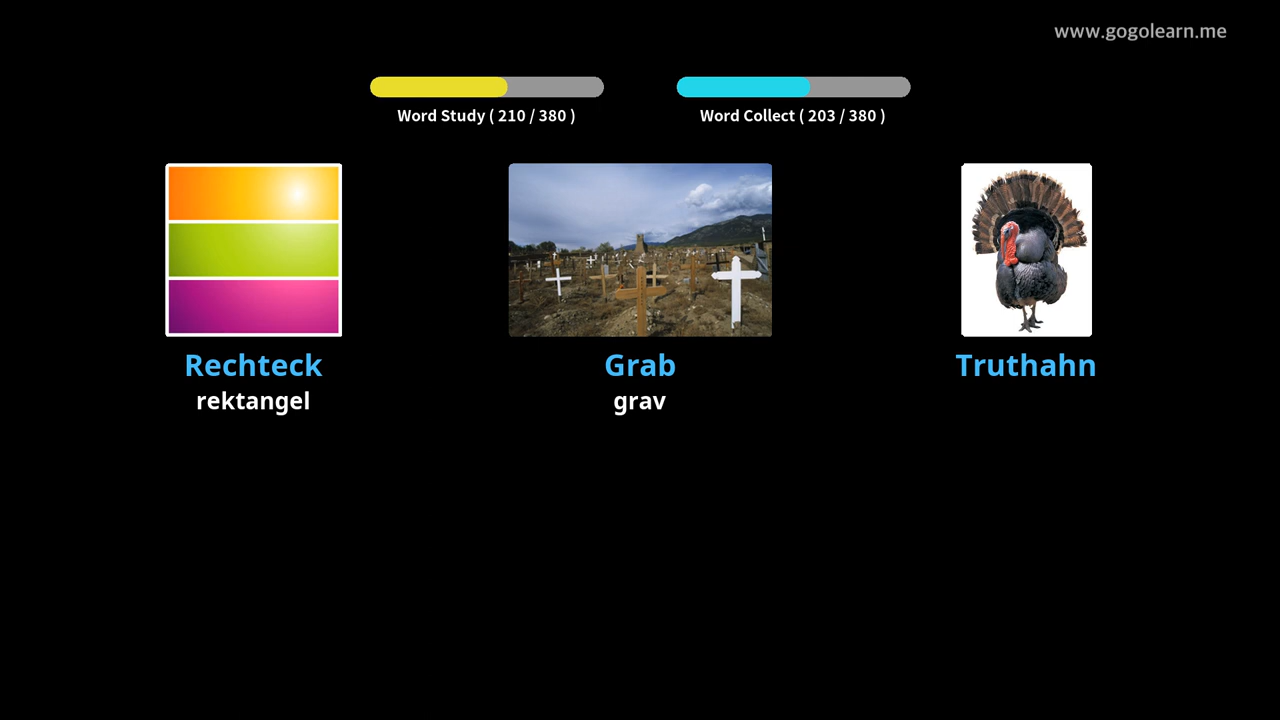 www.gogolearn.me
Word Study ( 210 / 380 )
Word Collect ( 203 / 380 )
Rechteck
rektangel
Grab
grav
Truthahn